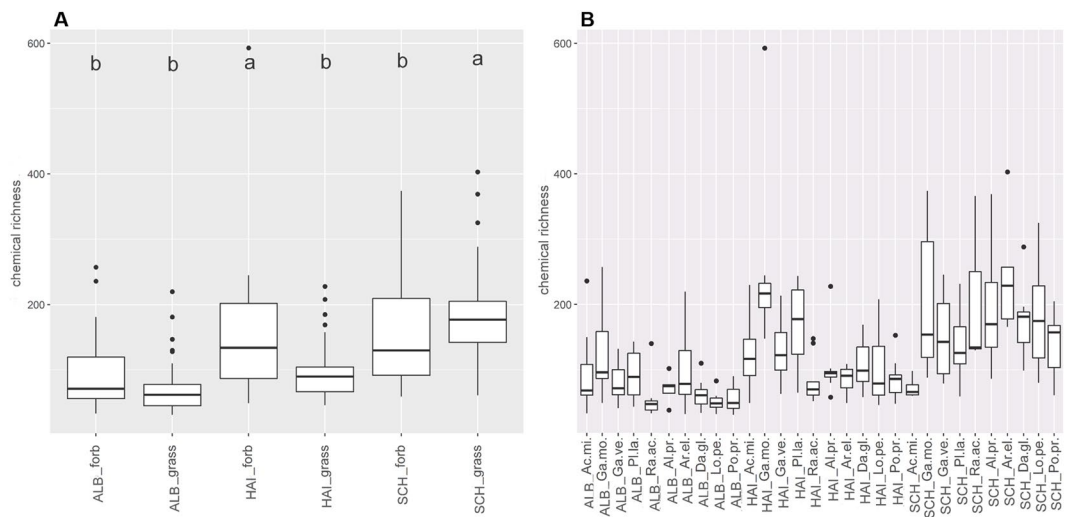 A
600
400
200
chemical richness
b
b
a
b
b
a
ALB_forb
ALB_grass
HAI_forb
HAI_grass
SCH_forb
SCH_grass
B
600
400
200
chemical richness
ALB_Ac.mi.
ALB_Ga.mo.
ALB_Ga.ve.
ALB_Pl.la.
ALB_Ra.ac.
ALB_Al.pr.
ALB_Ar.el.
ALB_Da.gl.
ALB_Lo.pe.
ALB_Po.pr.
HAI_Ac.mi.
HAI_Ga.mo.
HAI_Ga.ve.
HAI_Pl.la.
HAI_Ra.ac.
HAI_Al.pr.
HAI_Ar.el.
HAI_Da.gl.
HAI_Lo.pe.
HAI_Po.pr.
SCH_Ac.mi.
SCH_Ga.mo.
SCH_Ga.ve.
SCH_Pl.la.
SCH_Ra.ac.
SCH_Al.pr.
SCH_Ar.el.
SCH_Da.gl.
SCH_Lo.pe.
SCH_Po.pr.